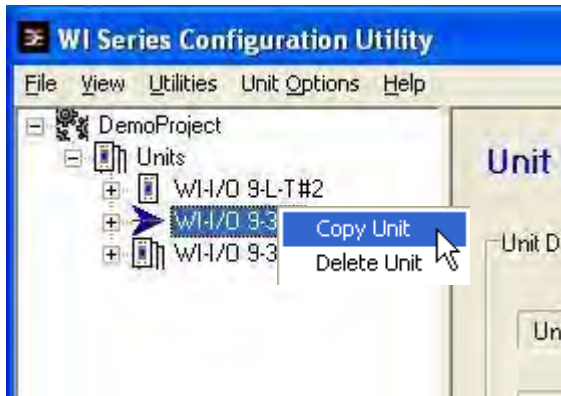 WI Series Configuration Utility
File View Utilities Unit Options Help
DemoProject
Units
WI-I/O 9-L-T#2
WI-I/O 9-3
WI-I/O 9-3
Copy Unit
Delete Unit
Unit
Unit D
Un